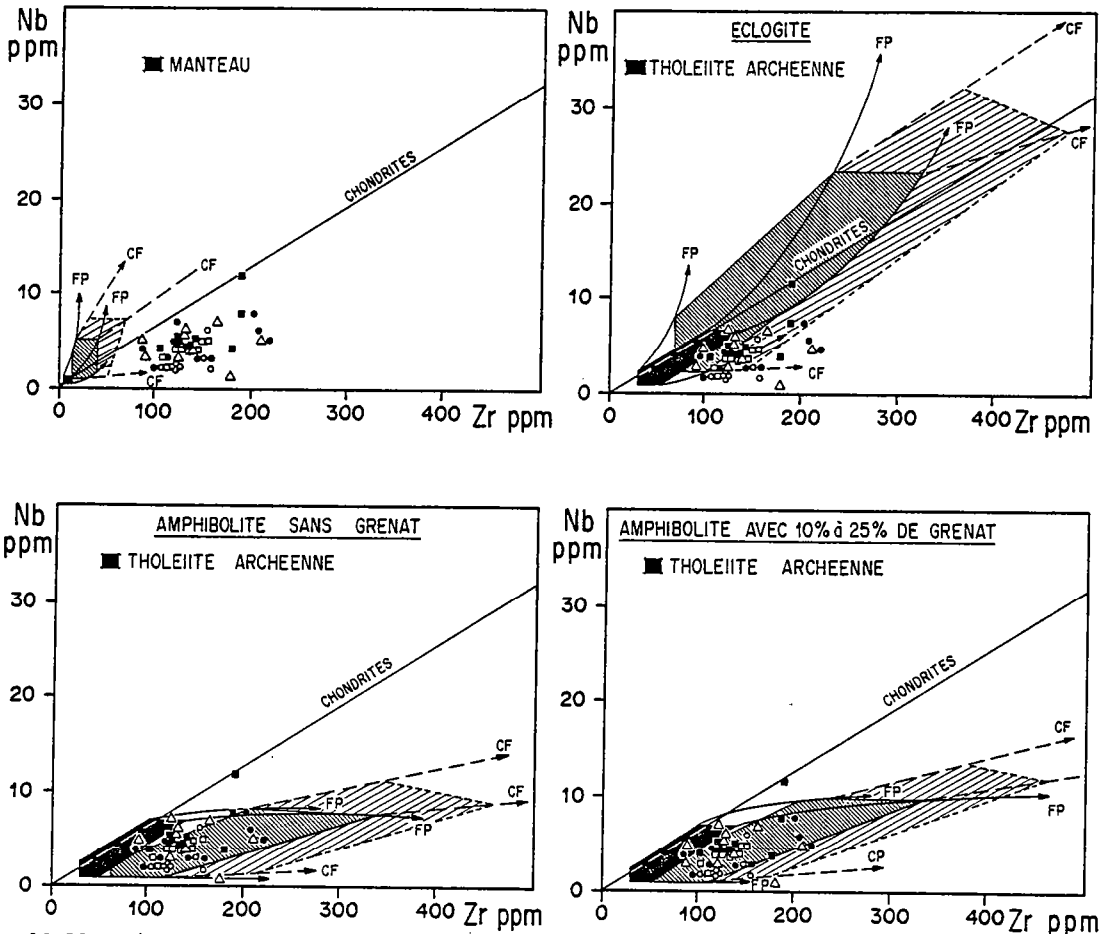 Nb
ppm
MANTEAU
30
20
10
0
CHONDRITES
FP
CF
CF
FP
CF
0
100
200
300
400
Zr ppm
Nb
ppm
ECLOGITE
THOLEIITE ARCHEENNE
30
20
10
0
CF
FP
FP
CF
CHONDRITES
FP
CF
0
100
200
400
Zr ppm
Nb
ppm
AMPHIBOLITE SANS GRENAT
THOLEIITE ARCHEENNE
30
20
10
0
CHONDRITES
CF
FP
CF
FP
CF
0
100
200
300
400
Zr ppm
Nb
ppm
AMPHIBOLITE AVEC 10% à 25% DE GRENAT
THOLEIITE ARCHEENNE
30
20
10
0
CHONDRITES
CF
FP
FP
CP
FP
0
100
200
300
400
Zr ppm